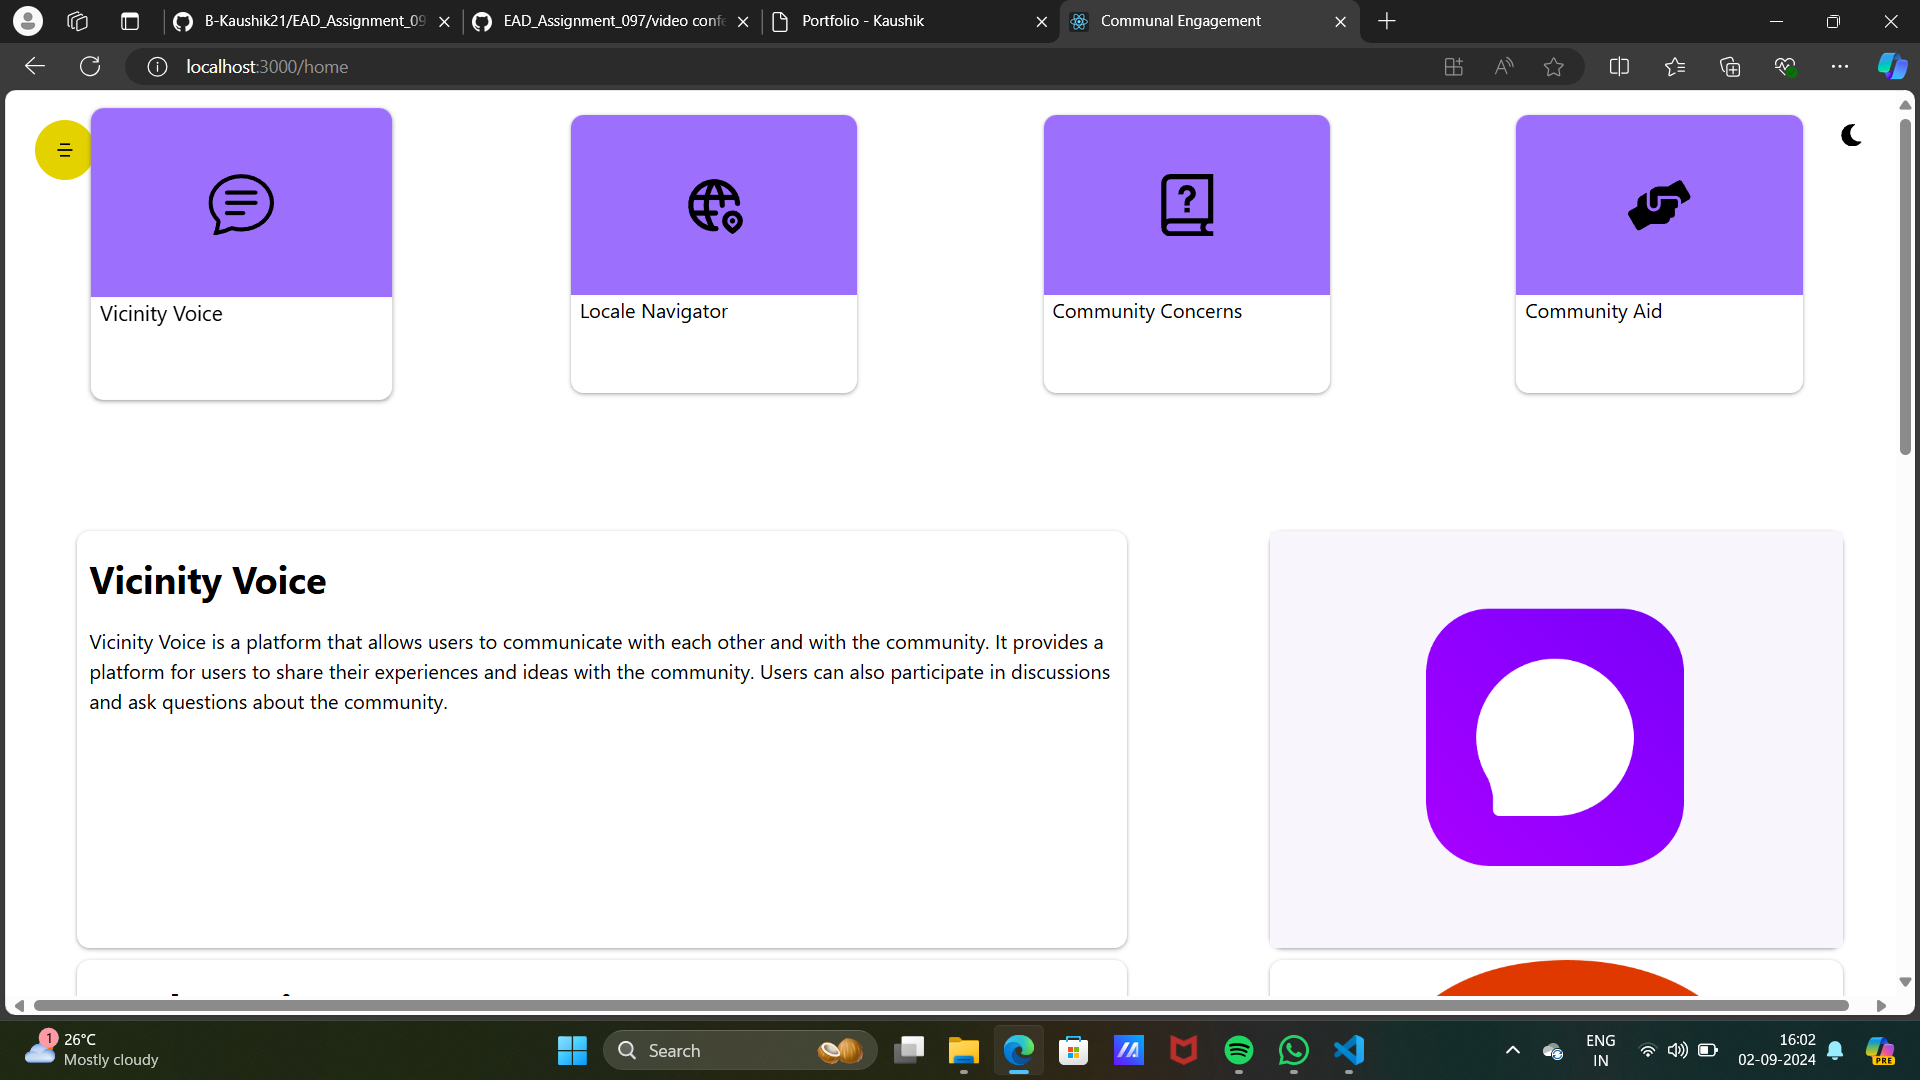 B-Kaushik21/EAD_Assignment_09
EAD_Assignment_097/video confe
Portfolio - Kaushik
Communal Engagement
localhost:3000/home
Vicinity Voice
Locale Navigator
Community Concerns
Community Aid
Vicinity Voice
Vicinity Voice is a platform that allows users to communicate with each other and with the community. It provides a
platform for users to share their experiences and ideas with the community. Users can also participate in discussions
and ask questions about the community.
1
26°C
Mostly cloudy
Search
ENG
IN
16:02
02-09-2024
PRE